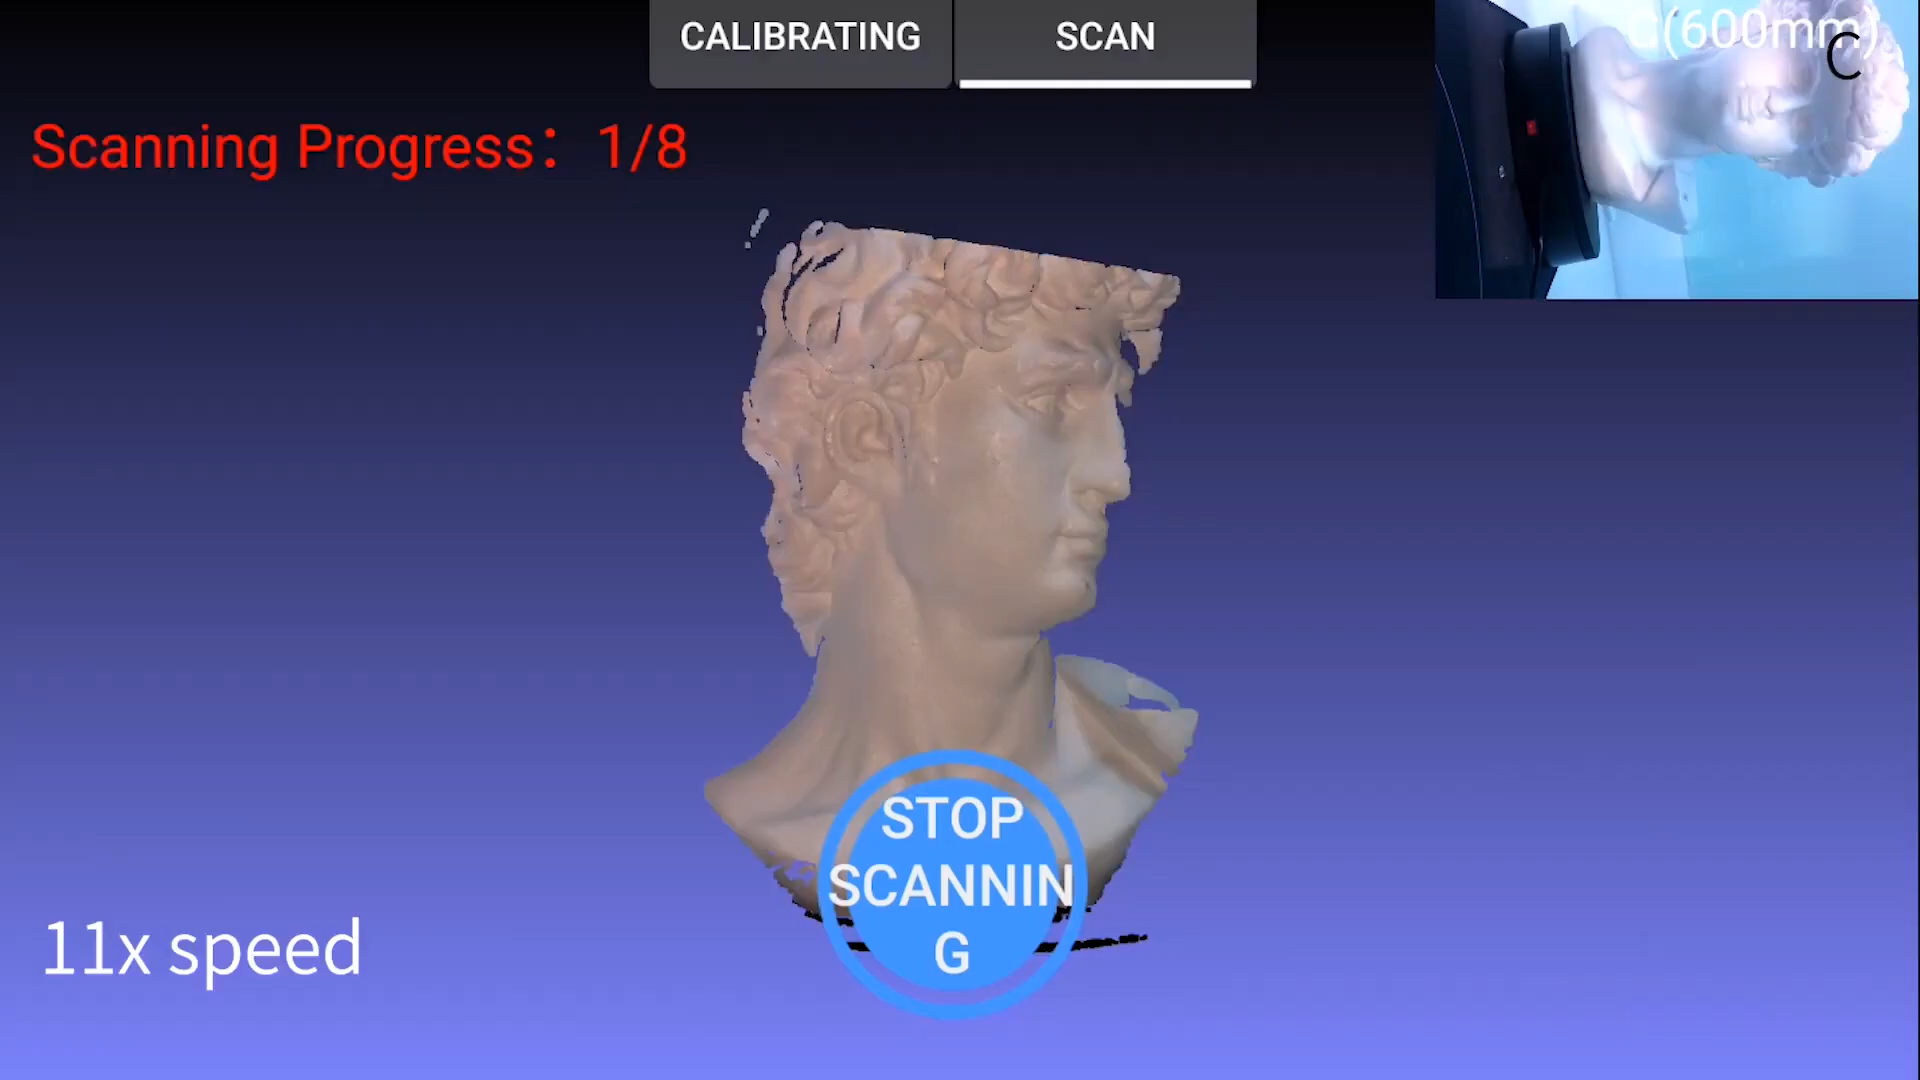 CALIBRATING
SCAN
C(600mm)
C
Scanning Progress：1/8
STOP
SCANNIN
G
11x speed